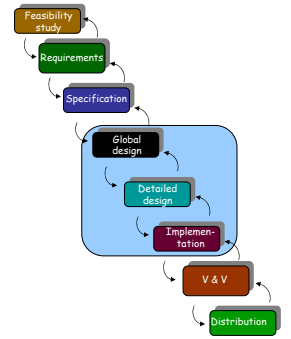 Feasibility
study
Requirements
Specification
Global
design
Detailed
design
Implemen-
tation
V & V
Distribution